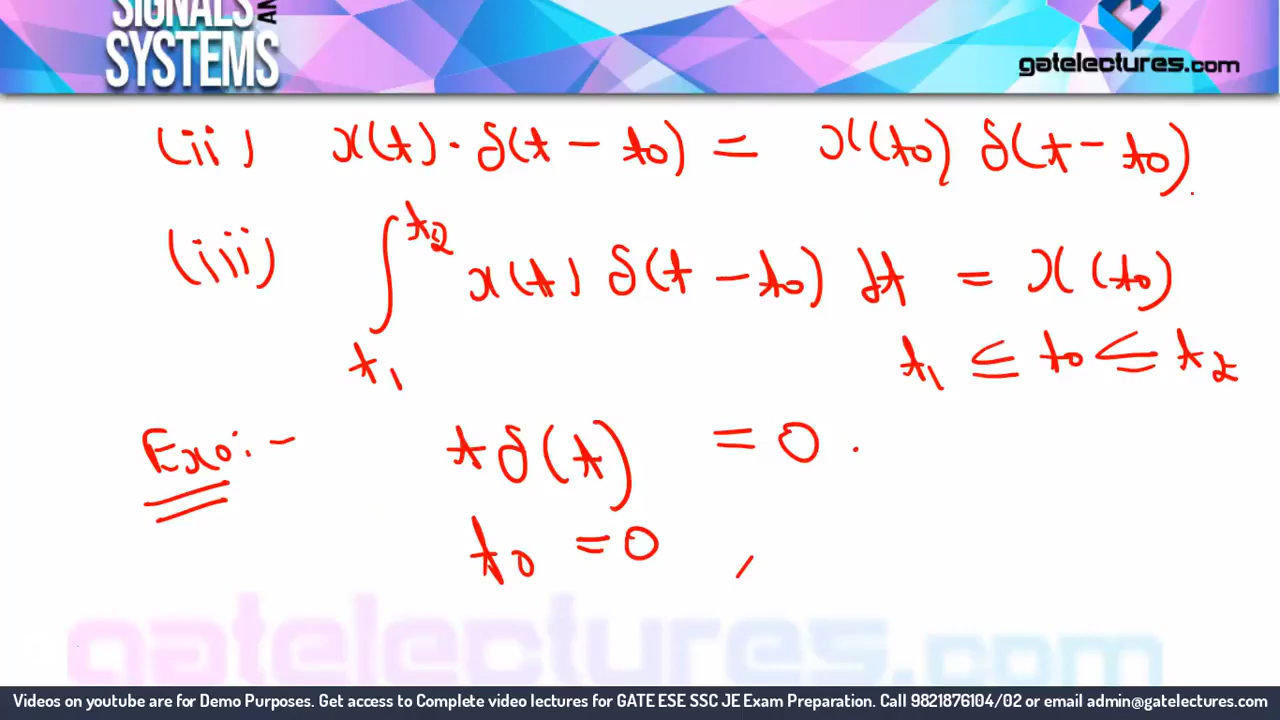 SIGNALS AND
SYSTEMS
gatelectures.com
(ii) x(t) · δ(t − t0) = x(t0) δ(t − t0).
(iii) ∫_{t1}^{t2} x(t) δ(t − t0) dt = x(t0)
t1 ≤ t0 ≤ t2
Exo:- tδ(t) = 0.
t0 = 0 ,
gatelectures.com
Videos on youtube are for Demo Purposes. Get access to Complete video lectures for GATE ESE SSC JE Exam Preparation. Call 9821876104/02 or email admin@gatelectures.com